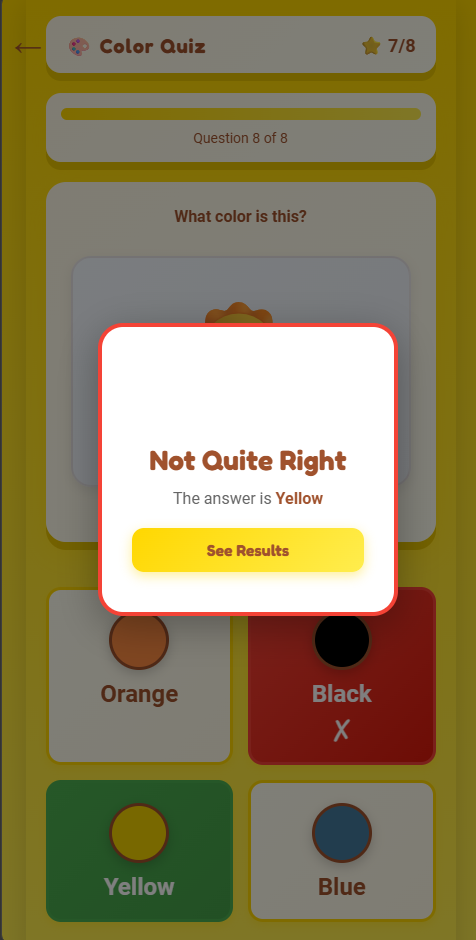 Color Quiz
7/8
Question 8 of 8
What color is this?
Not Quite Right
The answer is Yellow
See Results
Orange
Black
✗
Yellow
Blue